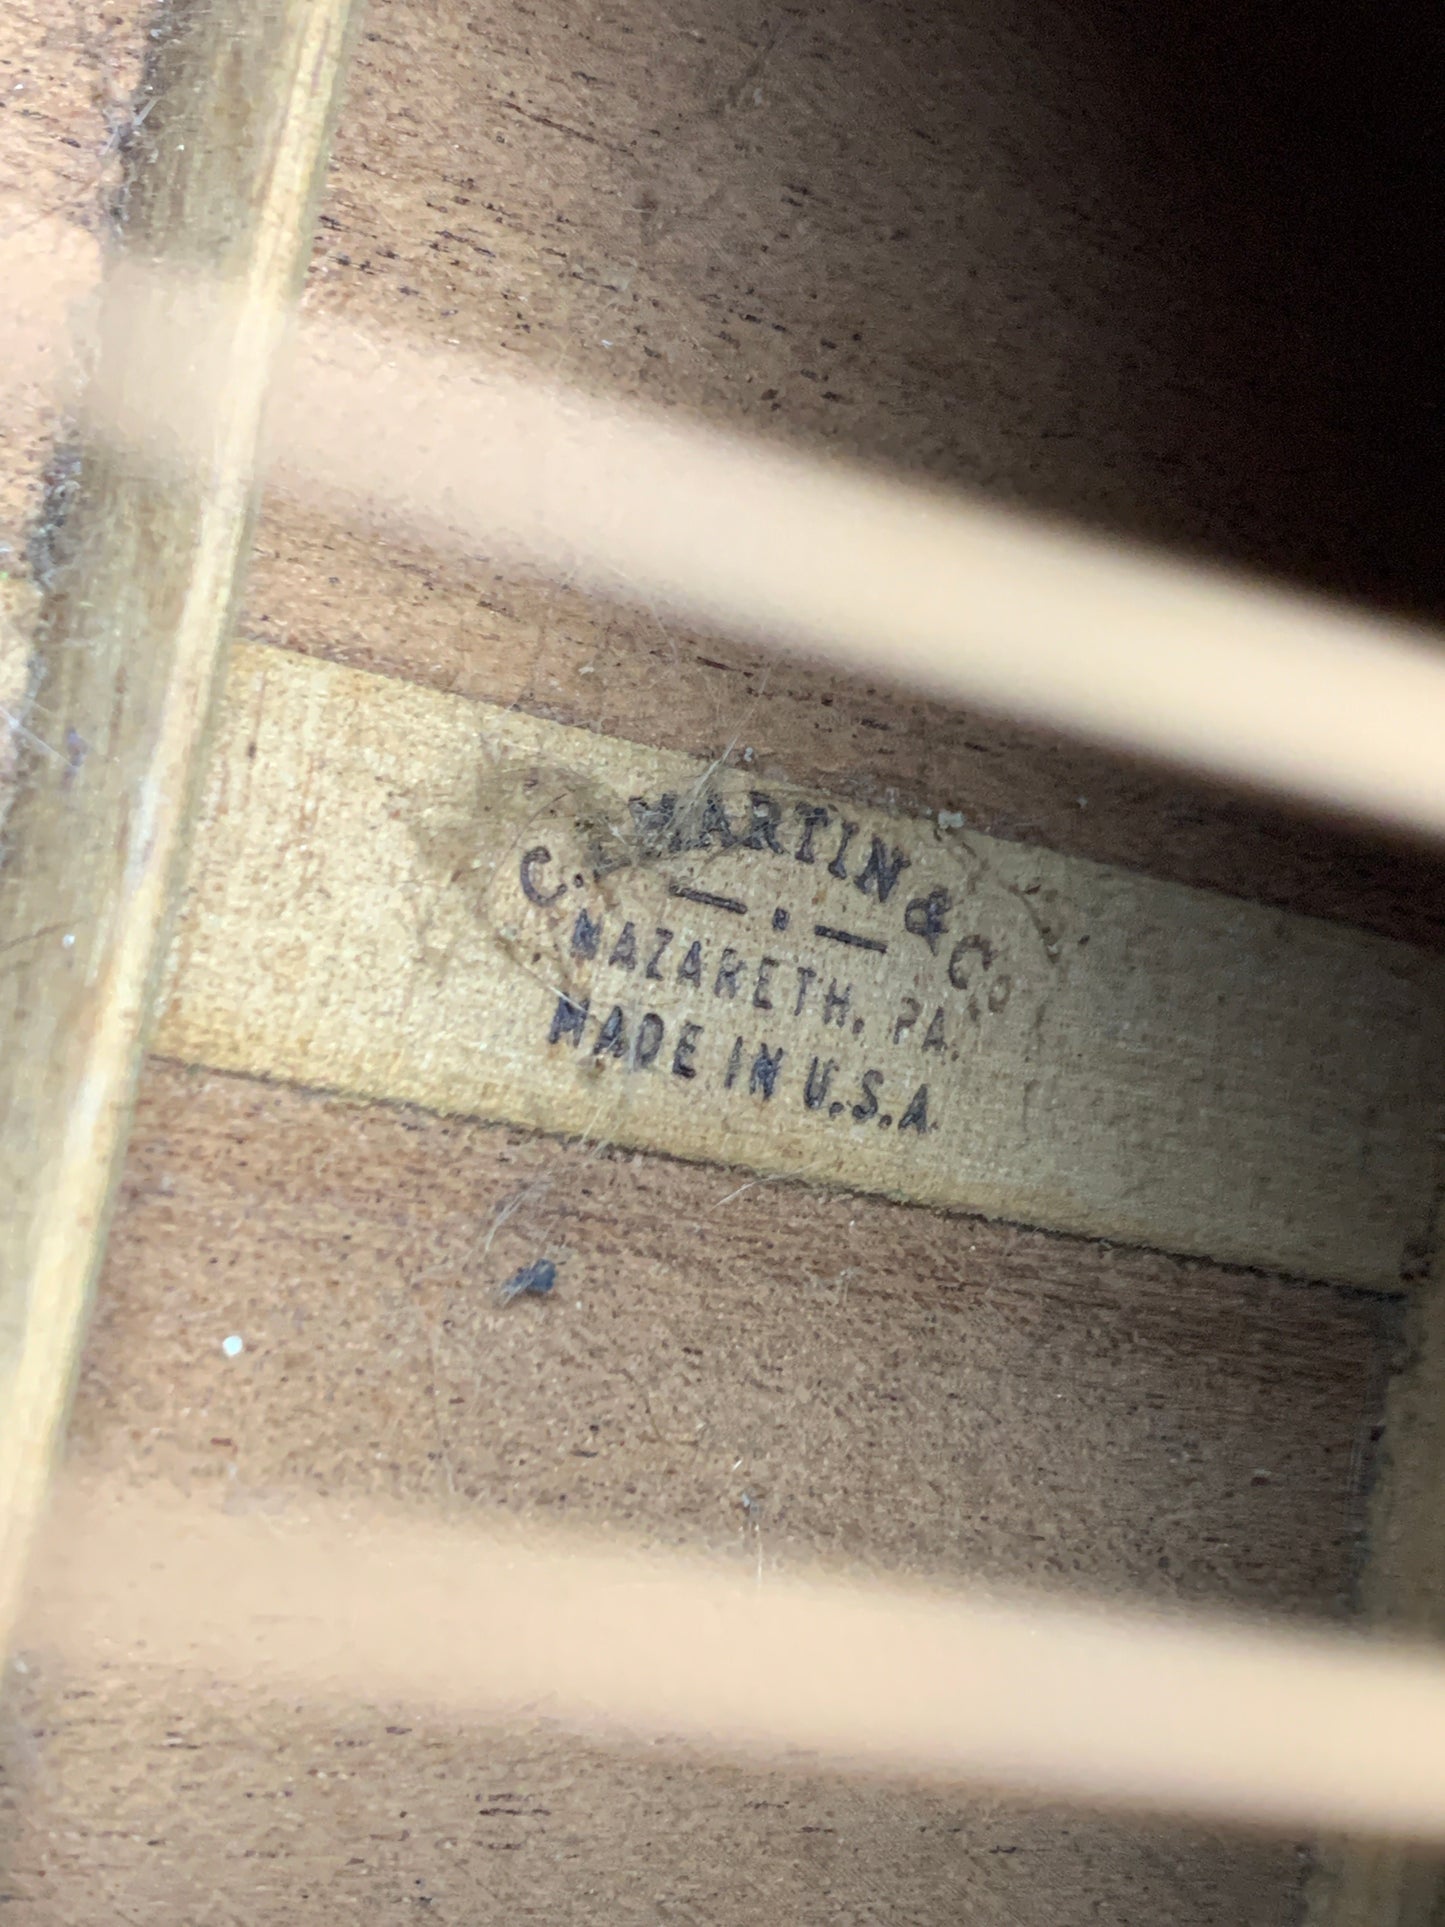 C. F. MARTIN & Co.
NAZARETH, PA.
MADE IN U.S.A.